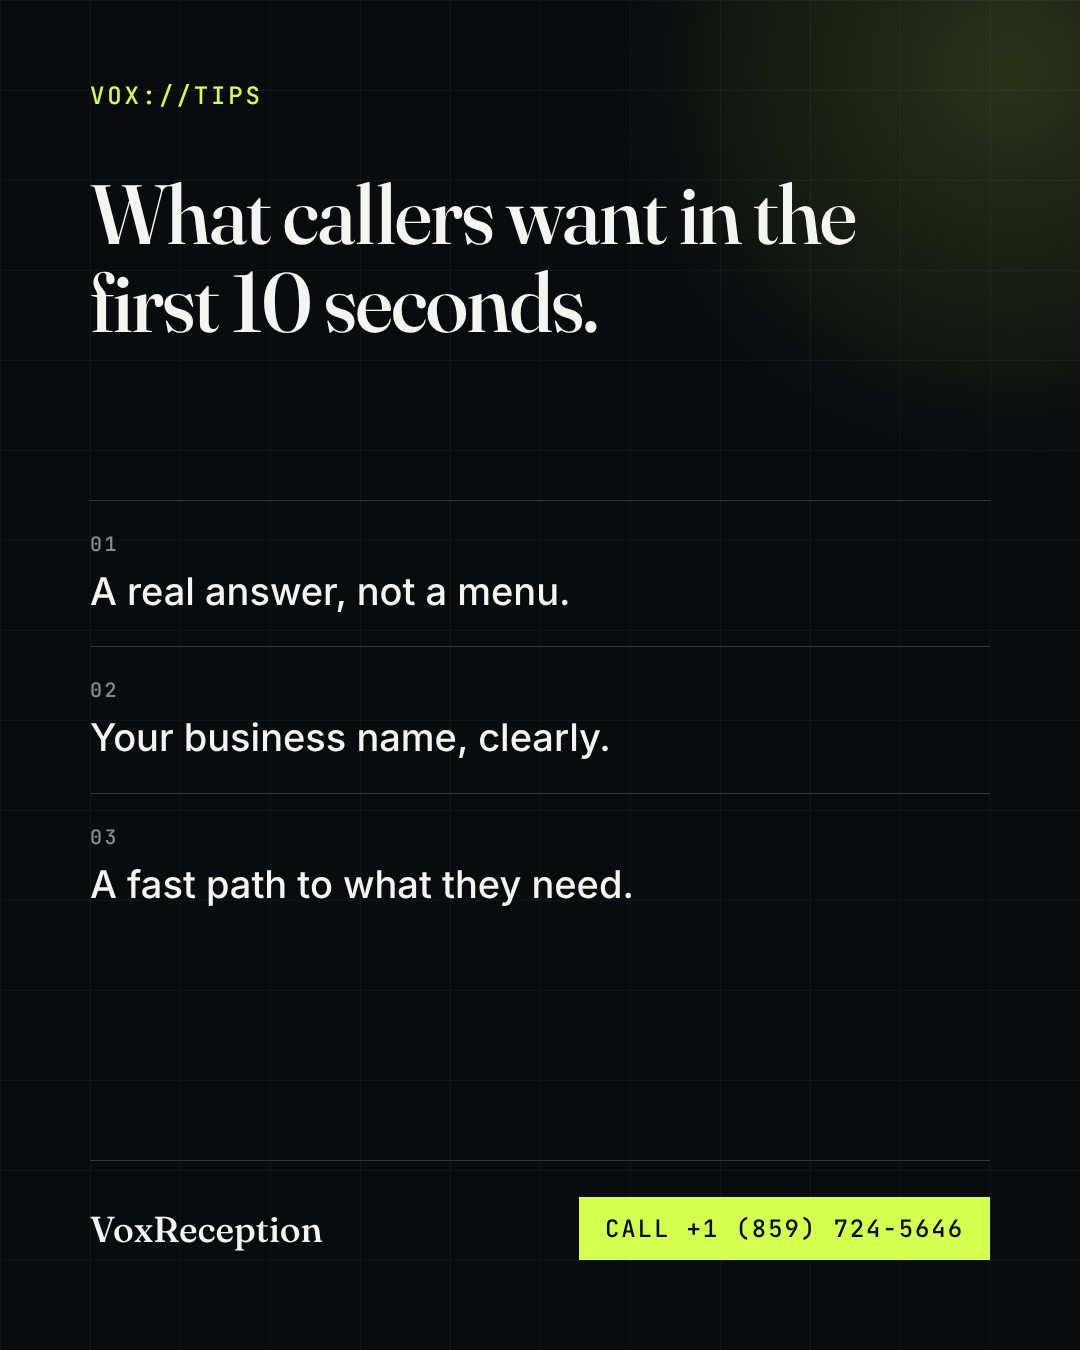 VOX://TIPS
What callers want in the
first 10 seconds.
01
A real answer, not a menu.
02
Your business name, clearly.
03
A fast path to what they need.
VoxReception
CALL +1 (859) 724-5646